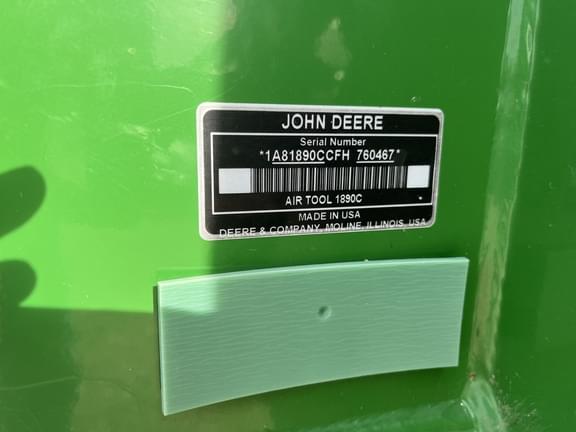 JOHN DEERE
Serial Number
*1A81890CCFH 760467*
AIR TOOL 1890C
MADE IN USA
DEERE & COMPANY, MOLINE, ILLINOIS, USA